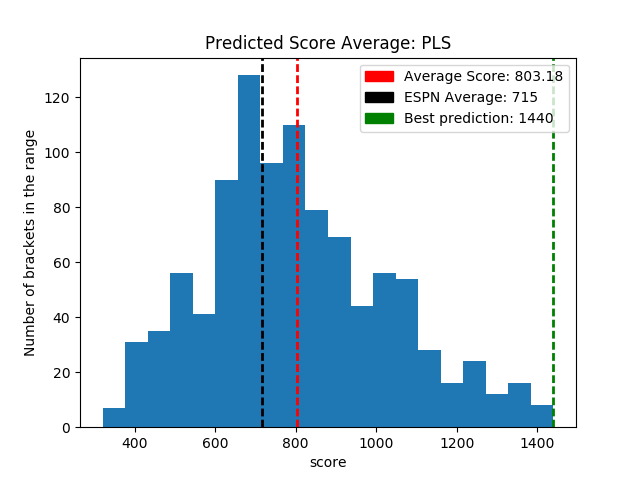 Predicted Score Average: PLS
Average Score: 803.18
ESPN Average: 715
Best prediction: 1440
Number of brackets in the range
120
100
80
60
40
20
0
400 600 800 1000 1200 1400
score